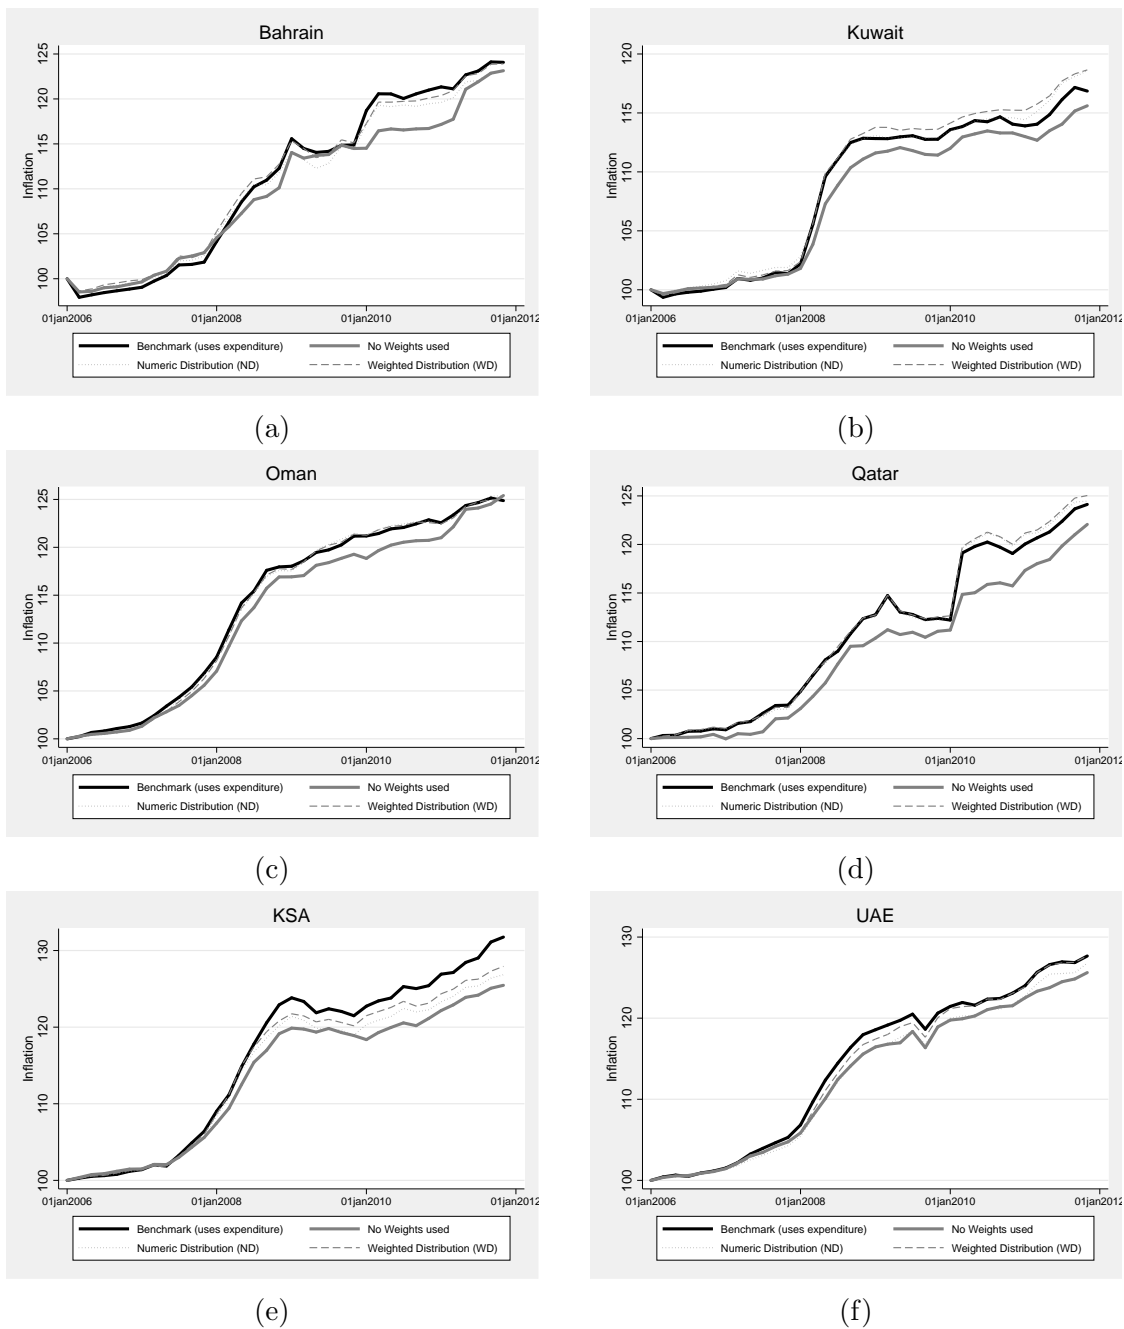 Bahrain
Inflation
125
120
115
110
105
100
01jan2006 01jan2008 01jan2010 01jan2012
Benchmark (uses expenditure) No Weights used
Numeric Distribution (ND) Weighted Distribution (WD)
(a)
Kuwait
Inflation
120
115
110
105
100
01jan2006 01jan2008 01jan2010 01jan2012
Benchmark (uses expenditure) No Weights used
Numeric Distribution (ND) Weighted Distribution (WD)
(b)
Oman
Inflation
125
120
115
110
105
100
01jan2006 01jan2008 01jan2010 01jan2012
Benchmark (uses expenditure) No Weights used
Numeric Distribution (ND) Weighted Distribution (WD)
(c)
Qatar
Inflation
125
120
115
110
105
100
01jan2006 01jan2008 01jan2010 01jan2012
Benchmark (uses expenditure) No Weights used
Numeric Distribution (ND) Weighted Distribution (WD)
(d)
KSA
Inflation
130
120
110
100
01jan2006 01jan2008 01jan2010 01jan2012
Benchmark (uses expenditure) No Weights used
Numeric Distribution (ND) Weighted Distribution (WD)
(e)
UAE
Inflation
130
120
110
100
01jan2006 01jan2008 01jan2010 01jan2012
Benchmark (uses expenditure) No Weights used
Numeric Distribution (ND) Weighted Distribution (WD)
(f)